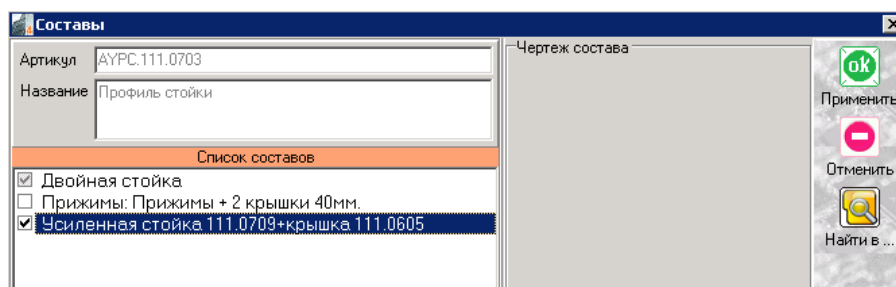 Составы
Артикул AYPC.111.0703
Название Профиль стойки
Список составов
Двойная стойка
Прижимы: Прижимы + 2 крышки 40мм.
Усиленная стойка 111.0709+крышка 111.0605
Чертеж состава
ok
Применить
Отменить
Найти в ...